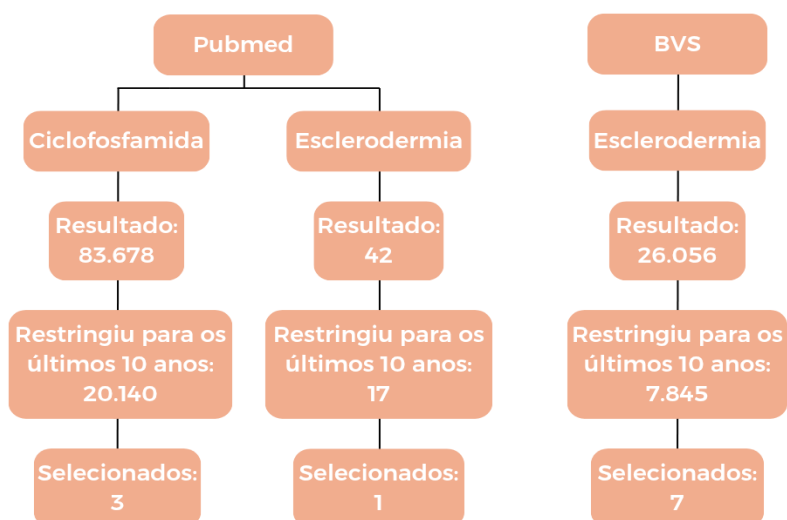 Pubmed
Ciclofosfamida
Resultado:
83.678
Restringiu para os
últimos 10 anos:
20.140
Selecionados:
3
Esclerodermia
Resultado:
42
Restringiu para os
últimos 10 anos:
17
Selecionados:
1
BVS
Esclerodermia
Resultado:
26.056
Restringiu para os
últimos 10 anos:
7.845
Selecionados:
7